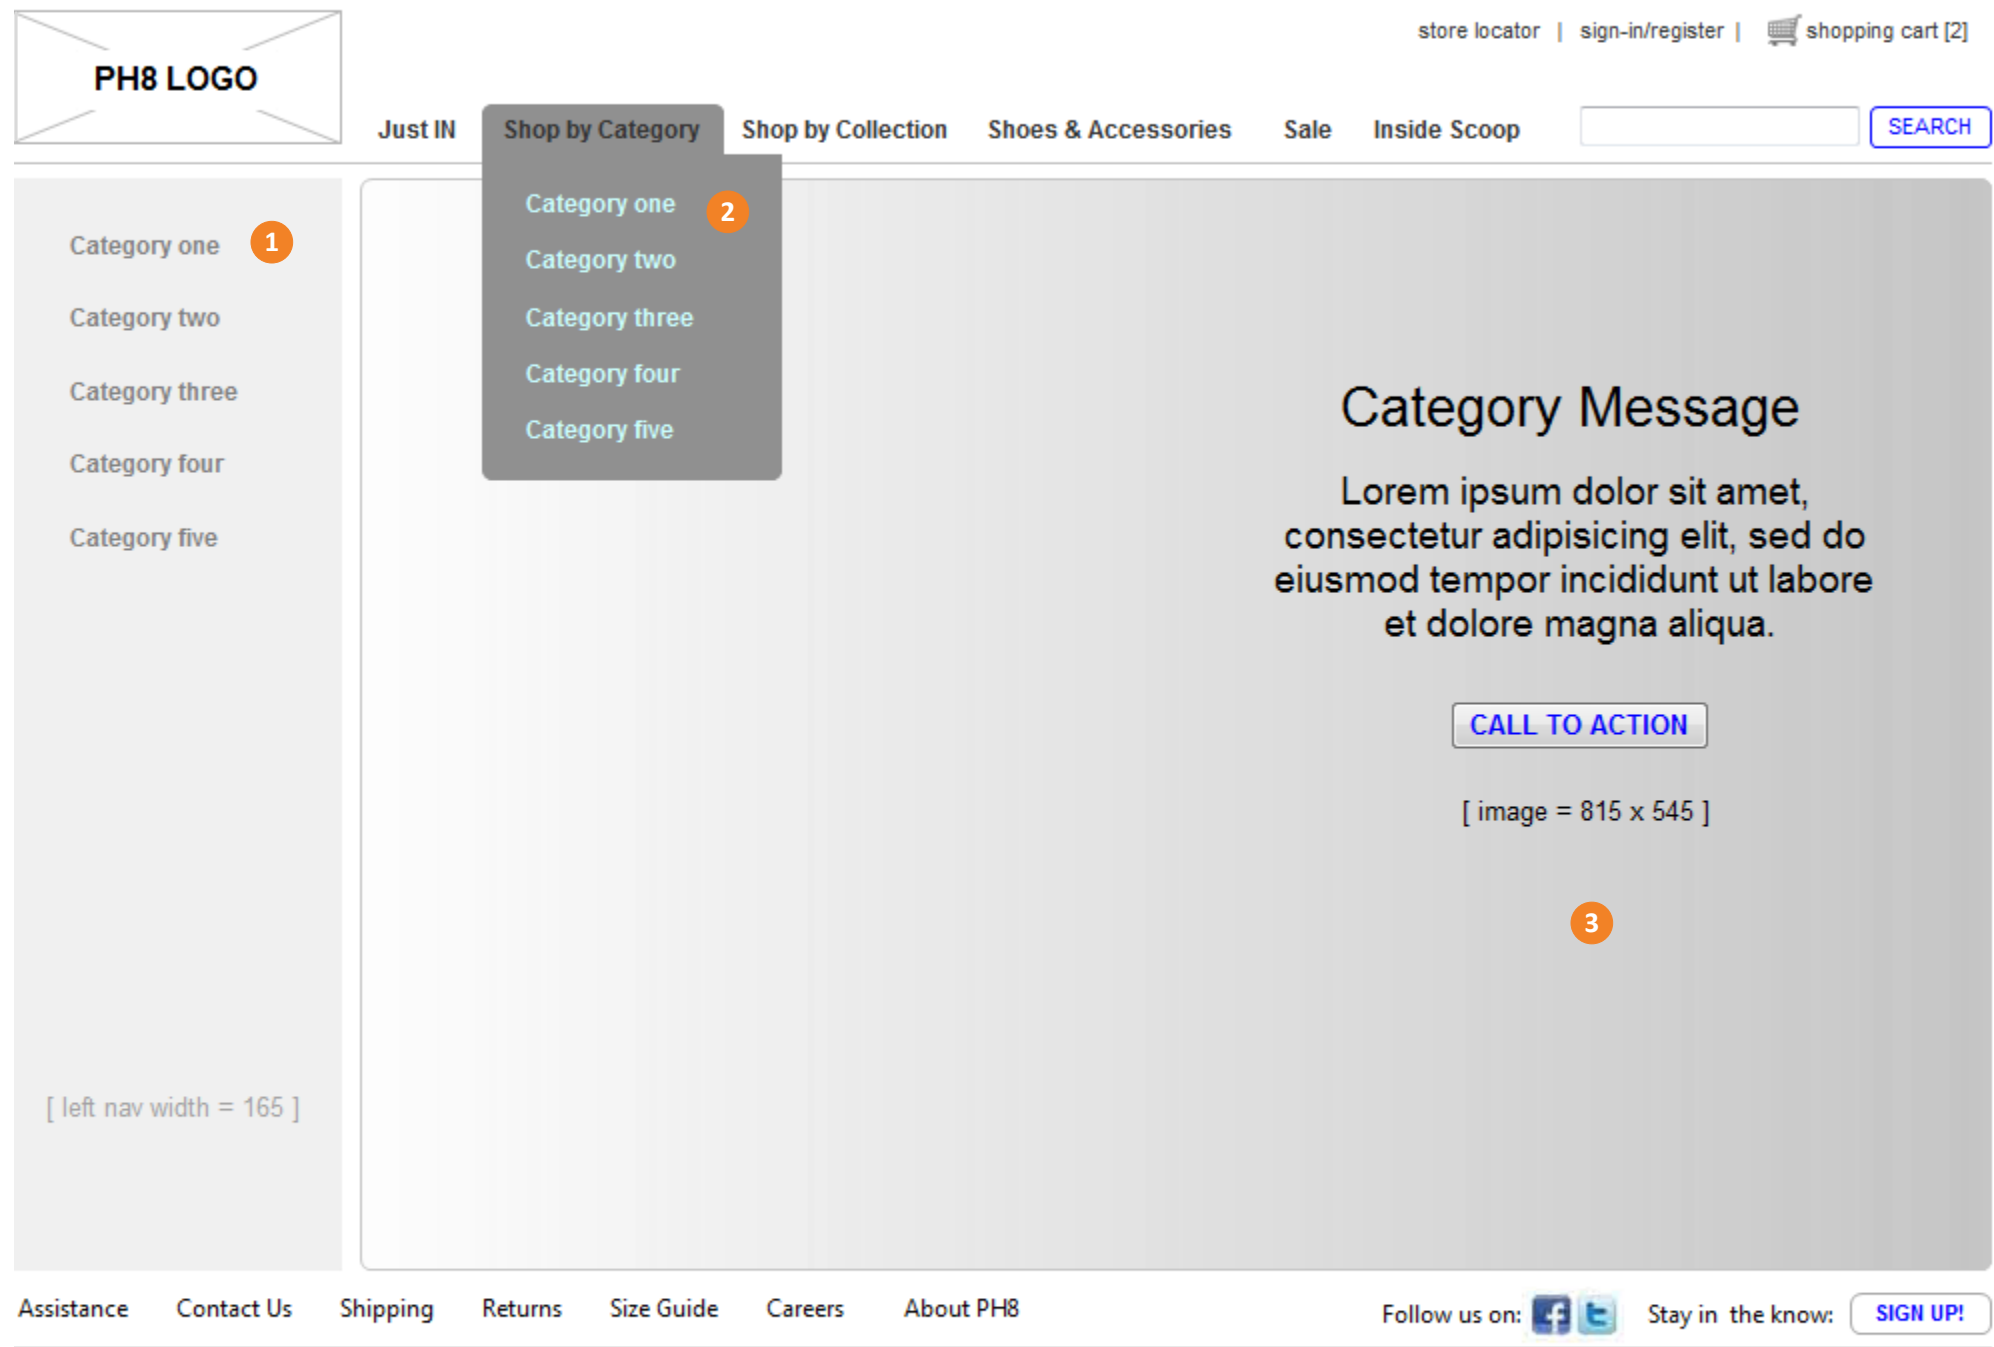 store locator | sign-in/register | shopping cart [2]
PH8 LOGO
Just IN Shop by Category Shop by Collection Shoes & Accessories Sale Inside Scoop SEARCH
Category one 1
Category two
Category three
Category four
Category five
[ left nav width = 165 ]
Category one 2
Category two
Category three
Category four
Category five
Category Message
Lorem ipsum dolor sit amet,
consectetur adipisicing elit, sed do
eiusmod tempor incididunt ut labore
et dolore magna aliqua.
CALL TO ACTION
[ image = 815 x 545 ]
3
Assistance Contact Us Shipping Returns Size Guide Careers About PH8 Follow us on: f t Stay in the know: SIGN UP!